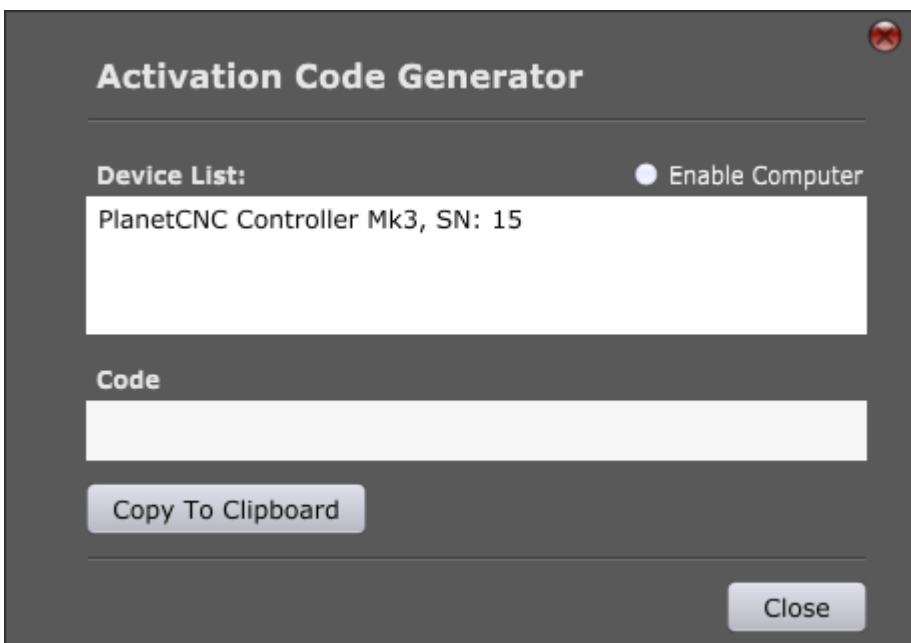 Activation Code Generator
Device List:
Enable Computer
PlanetCNC Controller Mk3, SN: 15
Code
Copy To Clipboard
Close